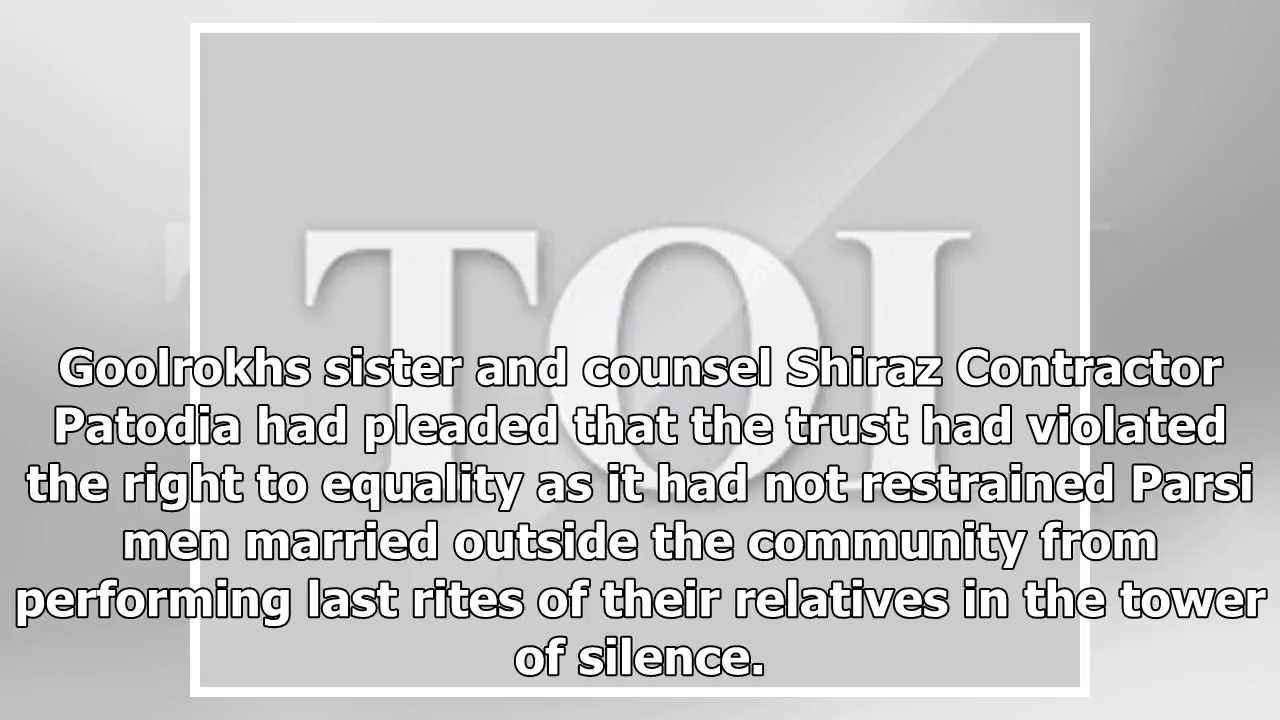 TOI
Goolrokhs sister and counsel Shiraz Contractor
Patodia had pleaded that the trust had violated
the right to equality as it had not restrained Parsi
men married outside the community from
performing last rites of their relatives in the tower
of silence.